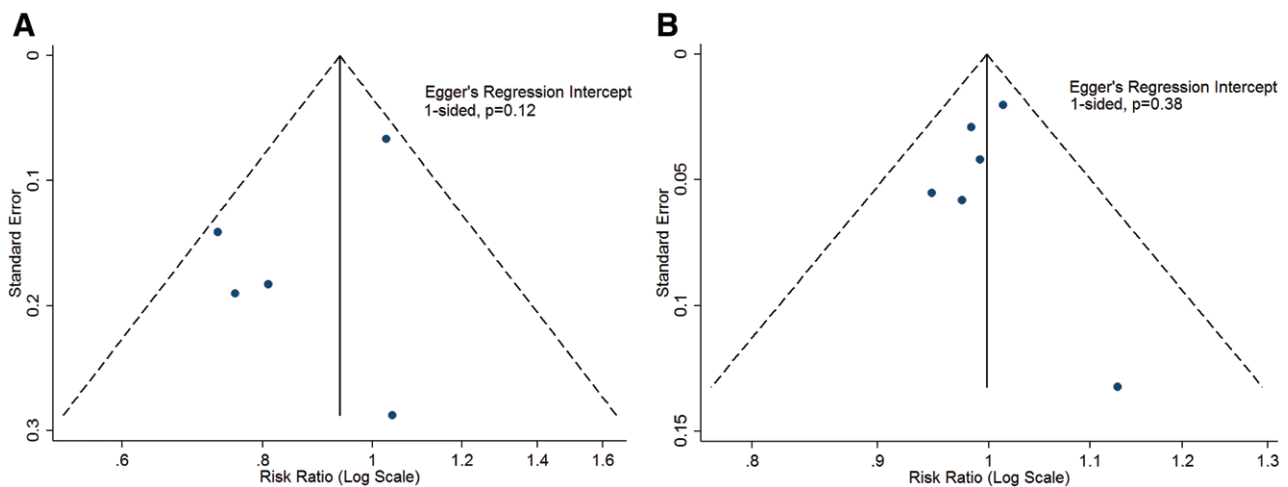 A
Egger's Regression Intercept
1-sided, p=0.12
Standard Error
0
0.1
0.2
0.3
.6
.8
1
1.2
1.4
1.6
Risk Ratio (Log Scale)
B
Egger's Regression Intercept
1-sided, p=0.38
Standard Error
0
0.05
0.1
0.15
.8
.9
1
1.1
1.2
1.3
Risk Ratio (Log Scale)